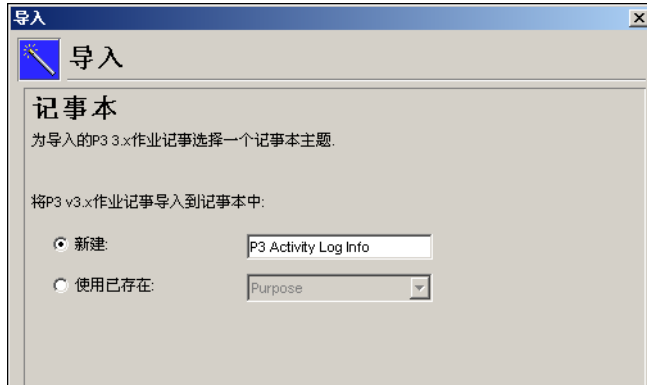 导入
导入
记事本
为导入的P3 3.x作业记事选择一个记事本主题.
将P3 v3.x作业记事导入到记事本中:
新建: P3 Activity Log Info
使用已存在: Purpose